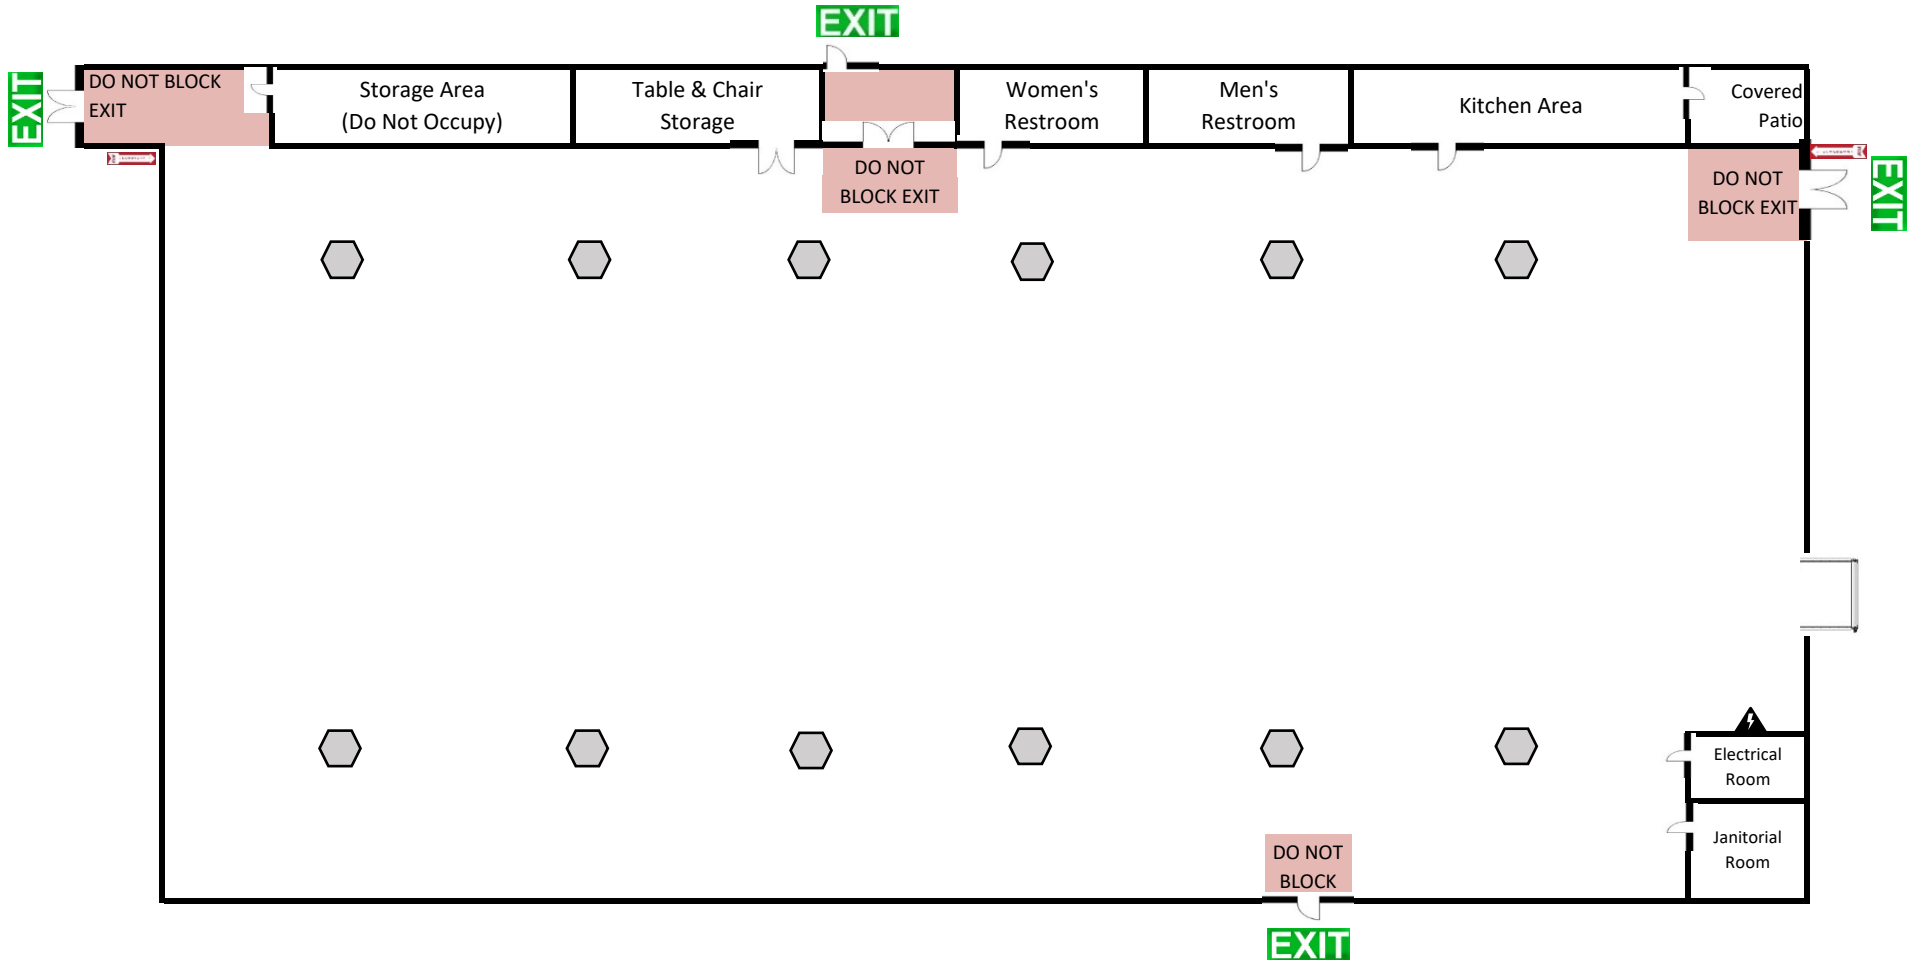 EXIT
EXIT
DO NOT BLOCK
EXIT
Storage Area
(Do Not Occupy)
Table & Chair
Storage
Women's
Restroom
Men's
Restroom
Kitchen Area
Covered
Patio
DO NOT
BLOCK EXIT
DO NOT
BLOCK EXIT
EXIT
Electrical
Room
Janitorial
Room
DO NOT
BLOCK
EXIT